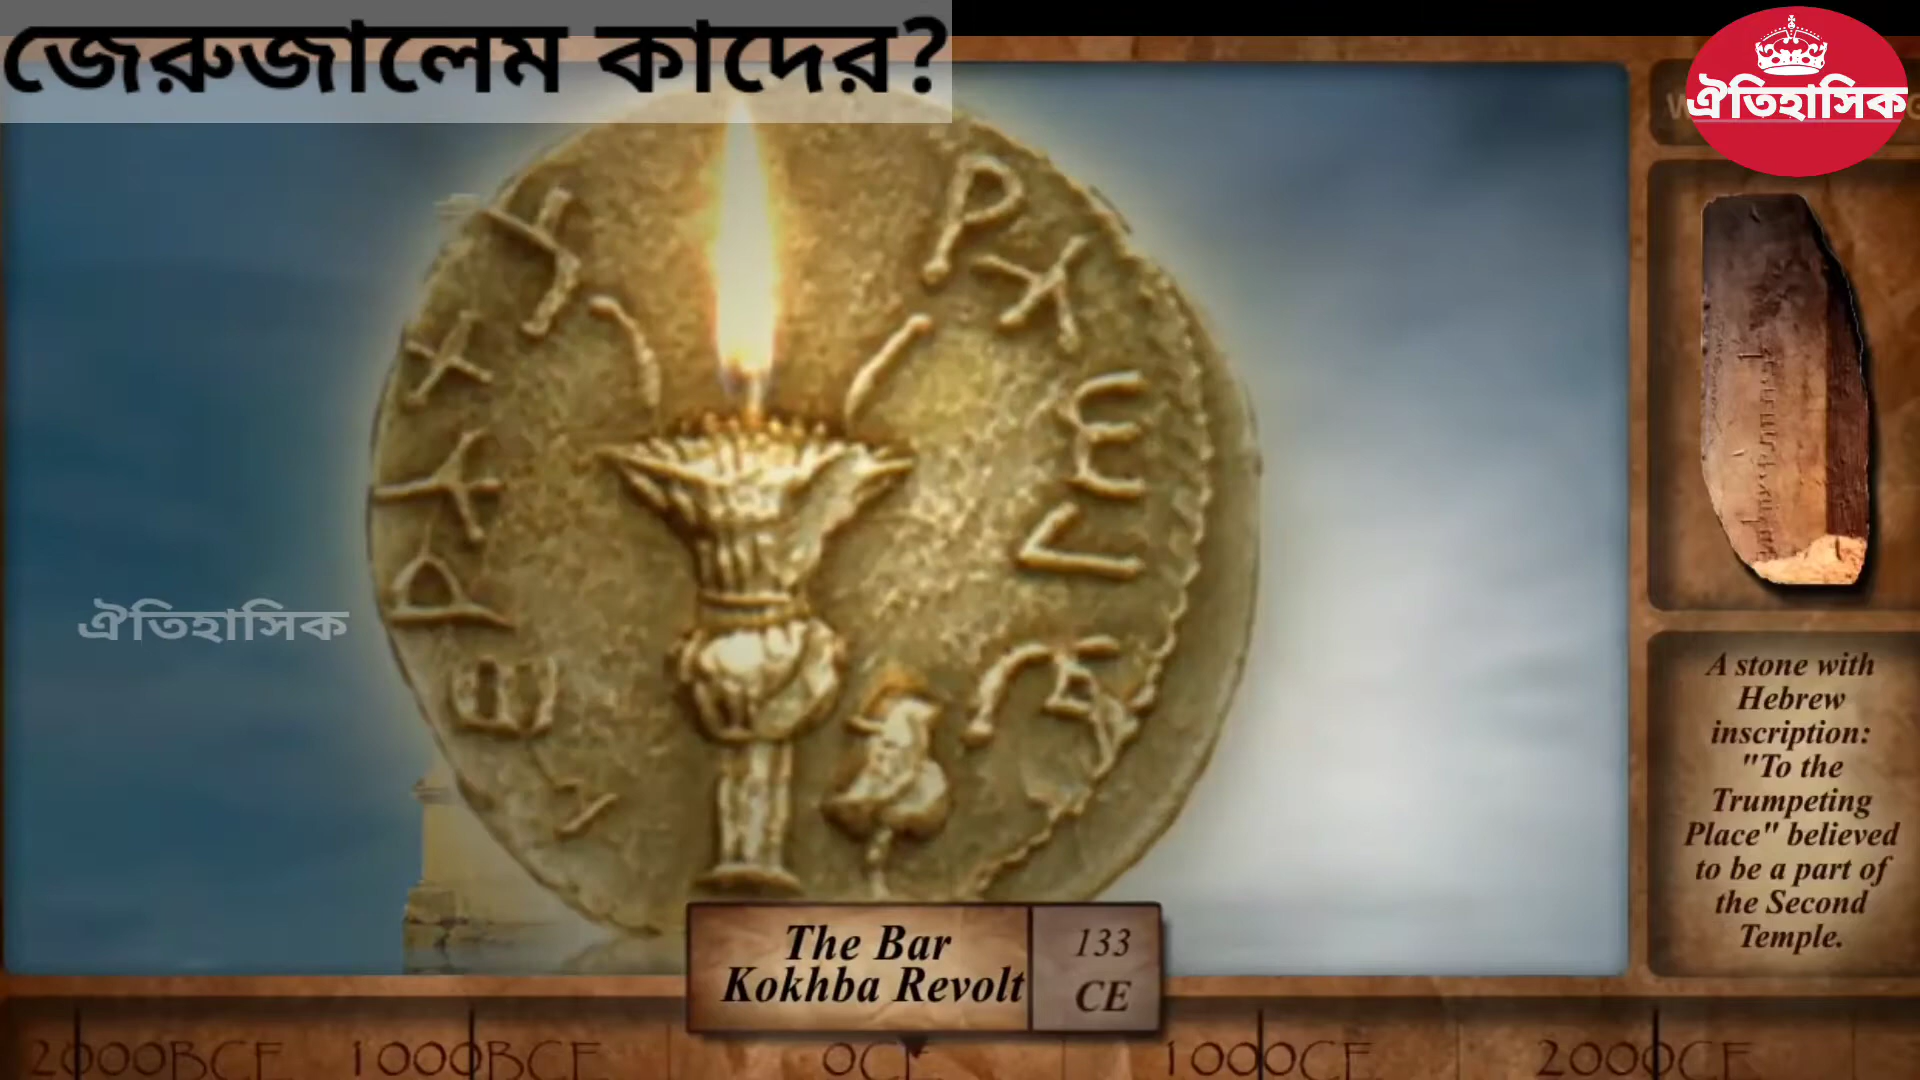 জেরুজালেম কাদের?
ঐতিহাসিক
ঐতিহাসিক
A stone with
Hebrew
inscription:
"To the
Trumpeting
Place" believed
to be a part of
the Second
Temple.
The Bar
Kokhba Revolt
133
CE
2000BCE 1000BCE 0CE 1000CE 2000CE